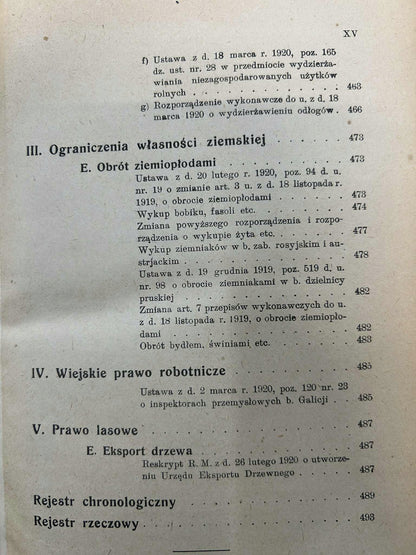 XV
f) Ustawa z d. 18 marca r. 1920, poz. 165
dz. ust. nr. 28 w przedmiocie wydzierża-
wiania niezagospodarowanych użytków
rolnych . . . . . . . . . . . 463
g) Rozporządzenie wykonawcze do u. z d. 18
marca 1920 o wydzierżawieniu odłogów. 466
III. Ograniczenia własności ziemskiej . . . . . 473
E. Obrót ziemiopłodami . . . . . . . . 473
Ustawa z d. 20 lutego r. 1920, poz. 94 d. u.
nr. 19 o zmianie art. 3 u. z d. 18 listopada r.
1919, o obrocie ziemiopłodami . . . . . 473
Wykup bobiku, fasoli etc. . . . . . . . 474
Zmiana powyższego rozporządzenia i rozpo-
rządzenia o wykupie żyta etc. . . . . . 477
Wykup ziemniaków w b. zab. rosyjskim i au-
strjackim . . . . . . . . . . . . 478
Ustawa z d. 19 grudnia 1919, poz. 519 d. u.
nr. 98 o obrocie ziemniakami w b. dzielnicy
pruskiej . . . . . . . . . . . . 482
Zmiana art. 7 przepisów wykonawczych do u.
z d. 18 listopada r. 1919, o obrocie ziemiopło-
dami . . . . . . . . . . . . . 482
Obrót bydłem, świniami etc. . . . . . . 483
IV. Wiejskie prawo robotnicze . . . . . . . 485
Ustawa z d. 2 marca r. 1920, poz. 120 nr. 23
o inspektorach przemysłowych b. Galicji . . 485
V. Prawo lasowe . . . . . . . . . . . 487
E. Eksport drzewa . . . . . . . . . . 487
Reskrypt R. M. z d. 26 lutego 1920 o utworze-
niu Urzędu Eksportu Drzewnego . . . . . 487
Rejestr chronologiczny . . . . . . . . . 489
Rejestr rzeczowy . . . . . . . . . . . 493